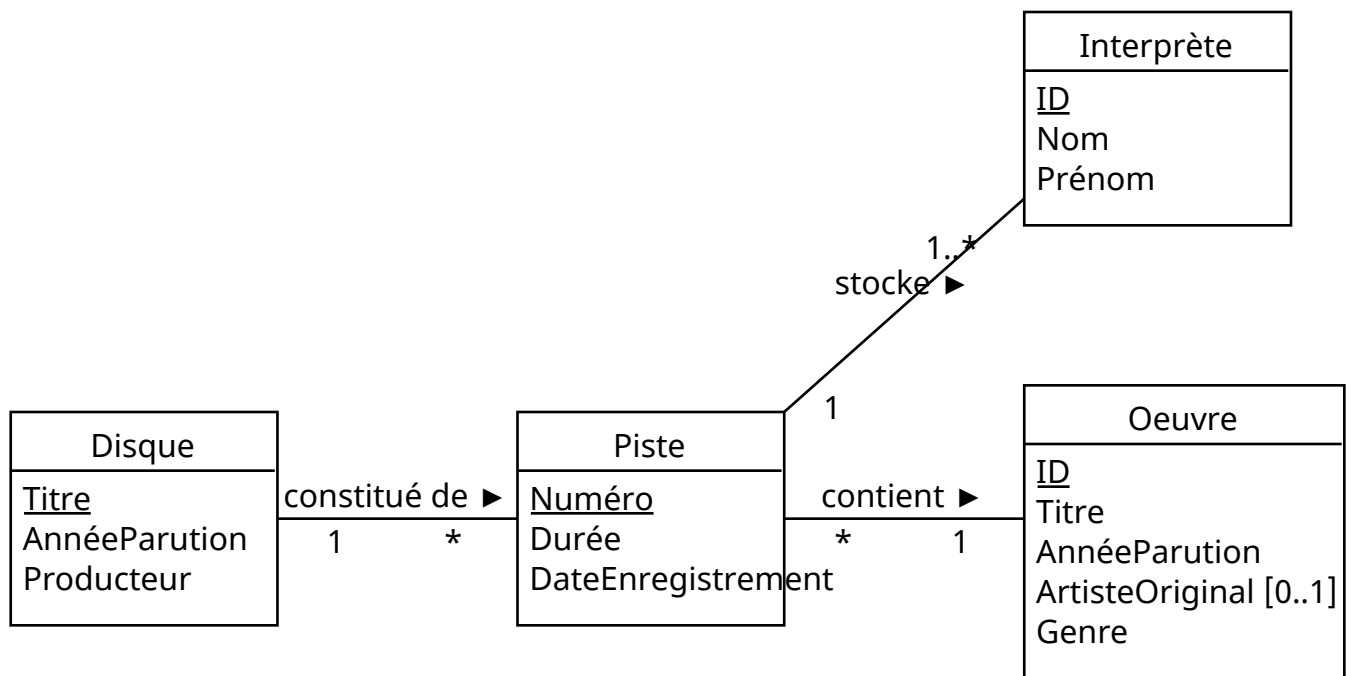 Interprète
ID
Nom
Prénom
1..*
stocke ►
1
Disque
Titre
AnnéeParution
Producteur
constitué de ►
1 *
Piste
Numéro
Durée
DateEnregistrement
contient ►
* 1
Oeuvre
ID
Titre
AnnéeParution
ArtisteOriginal [0..1]
Genre